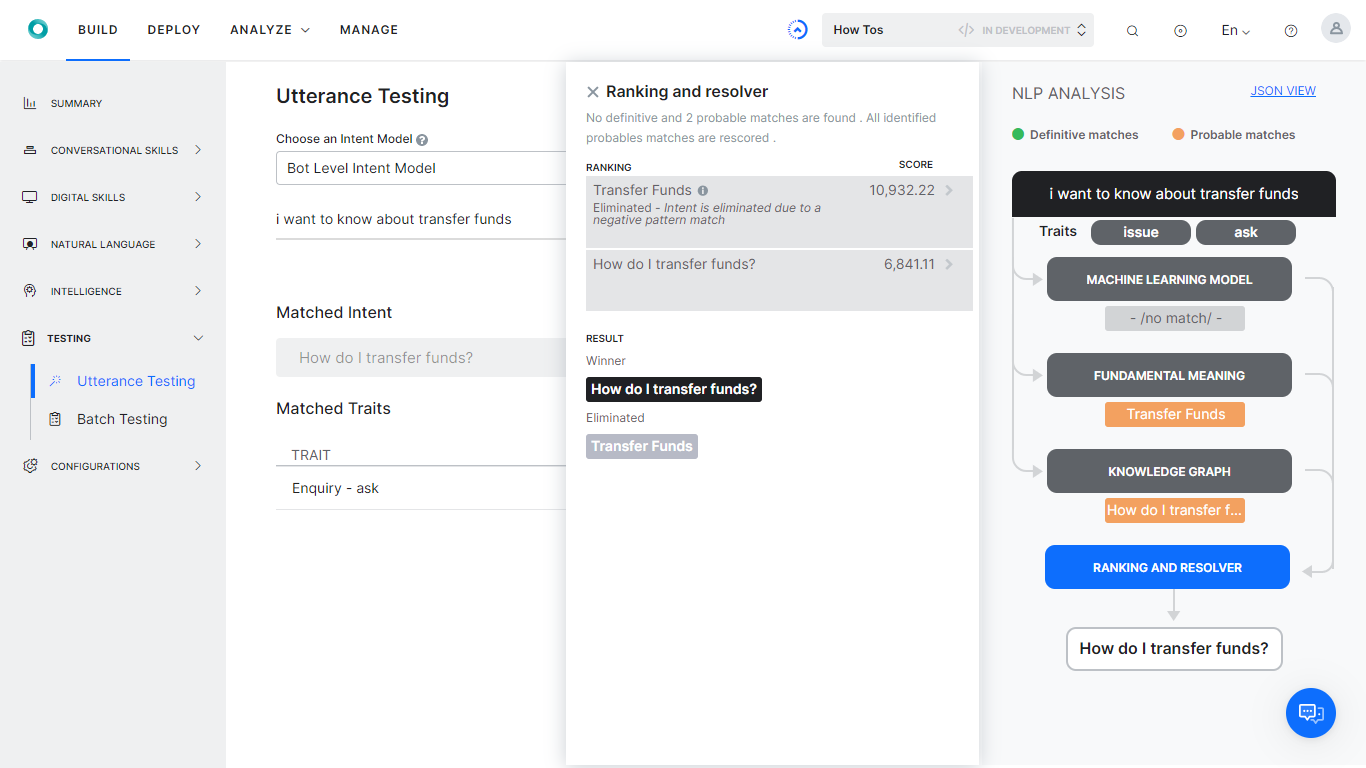 BUILD DEPLOY ANALYZE MANAGE How Tos </> IN DEVELOPMENT En
SUMMARY
CONVERSATIONAL SKILLS
DIGITAL SKILLS
NATURAL LANGUAGE
INTELLIGENCE
TESTING
Utterance Testing
Batch Testing
CONFIGURATIONS
Utterance Testing
Choose an Intent Model ?
Bot Level Intent Model
i want to know about transfer funds
Matched Intent
How do I transfer funds?
Matched Traits
TRAIT
Enquiry - ask
Ranking and resolver
No definitive and 2 probable matches are found . All identified
probables matches are rescored .
RANKING SCORE
Transfer Funds 10,932.22
Eliminated - Intent is eliminated due to a
negative pattern match
How do I transfer funds? 6,841.11
RESULT
Winner
How do I transfer funds?
Eliminated
Transfer Funds
NLP ANALYSIS JSON VIEW
Definitive matches Probable matches
i want to know about transfer funds
Traits issue ask
MACHINE LEARNING MODEL
- /no match/ -
FUNDAMENTAL MEANING
Transfer Funds
KNOWLEDGE GRAPH
How do I transfer f...
RANKING AND RESOLVER
How do I transfer funds?